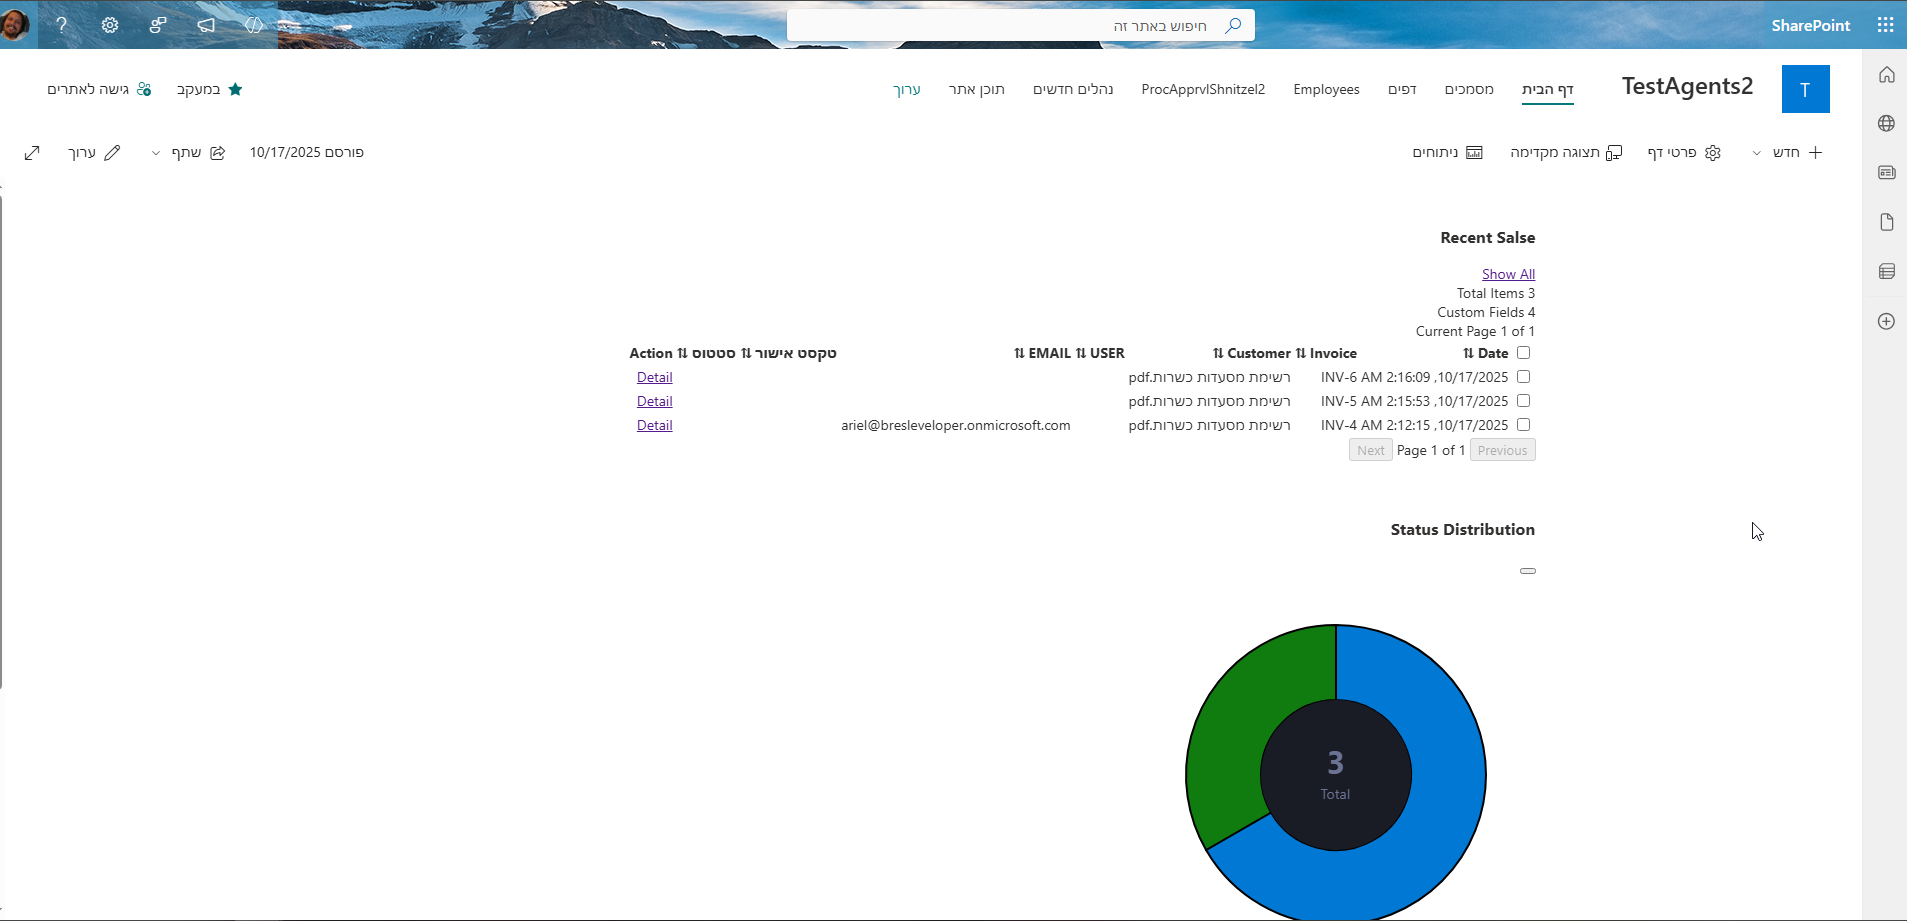 SharePoint
חיפוש באתר זה
?
T
TestAgents2
דף הבית
דפים מסמכים Employees ProcApprvlShnitzel2 נהלים חדשים תוכן אתר ערוך
במעקב
גישה לאתרים
+ חדש
פרטי דף
תצוגה מקדימה
ניתוחים
פורסם 10/17/2025
שתף
ערוך
Recent Salse
Show All
Total Items 3
Custom Fields 4
Current Page 1 of 1
Action ⇅ סטטוס ⇅ טקסט אישור ⇅ EMAIL ⇅ USER ⇅ Customer ⇅ Invoice ⇅ Date
Detail רשימת מסעדות כשרות.pdf INV-6 AM 2:16:09 ,10/17/2025
Detail רשימת מסעדות כשרות.pdf INV-5 AM 2:15:53 ,10/17/2025
Detail ariel@bresleveloper.onmicrosoft.com רשימת מסעדות כשרות.pdf INV-4 AM 2:12:15 ,10/17/2025
Next Page 1 of 1 Previous
Status Distribution
3
Total